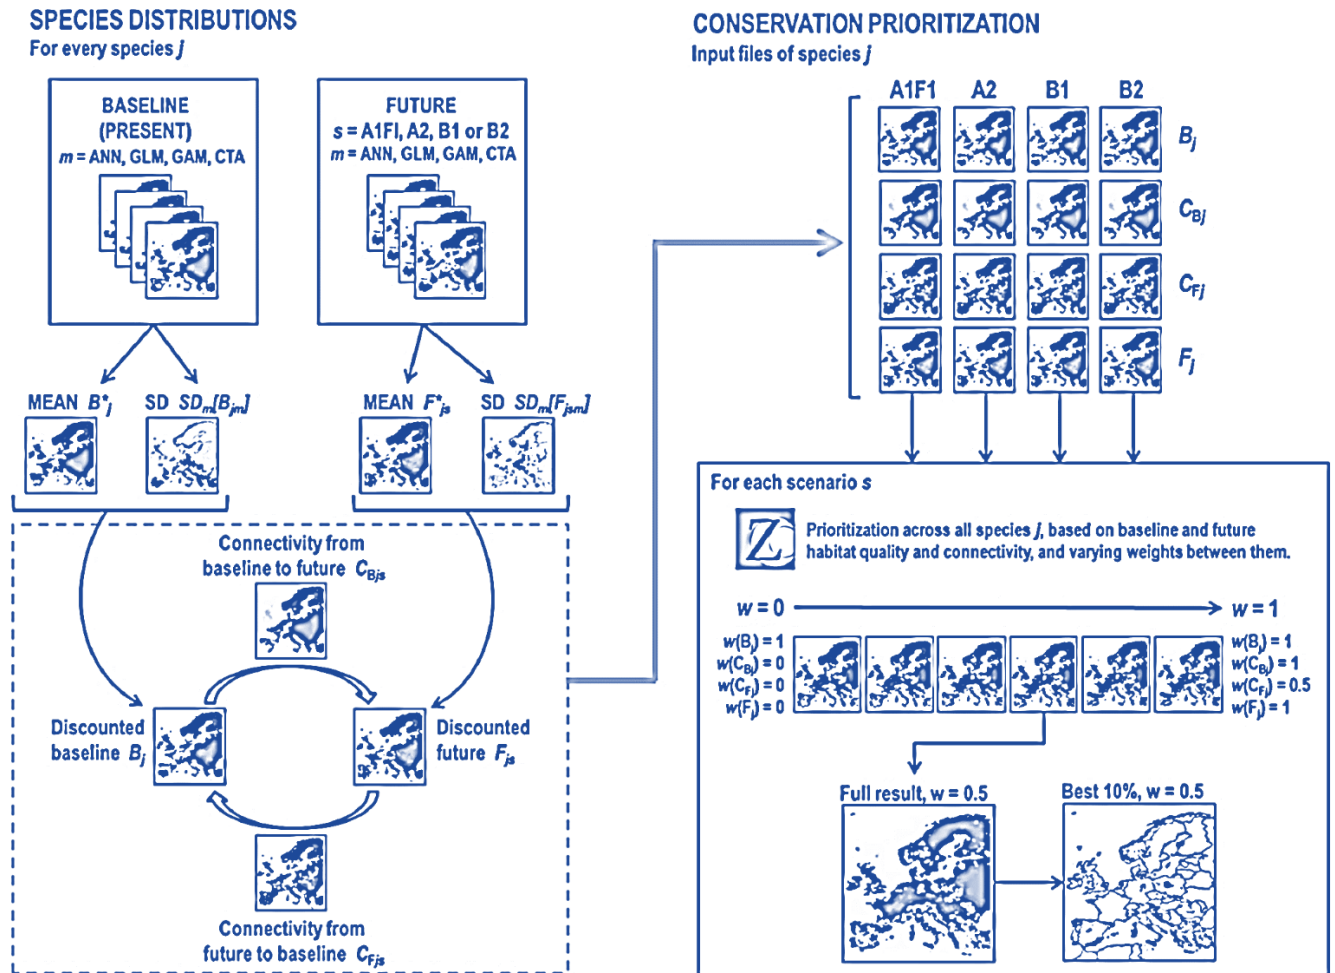 SPECIES DISTRIBUTIONS
For every species j
BASELINE
(PRESENT)
m = ANN, GLM, GAM, CTA
FUTURE
s = A1FI, A2, B1 or B2
m = ANN, GLM, GAM, CTA
MEAN B*j
SD SDm[Bjm]
MEAN F*js
SD SDm[Fjsm]
Connectivity from
baseline to future CBjs
Discounted
baseline Bj
Discounted
future Fjs
Connectivity from
future to baseline CFjs
CONSERVATION PRIORITIZATION
Input files of species j
A1F1 A2 B1 B2
Bj
CBj
CFj
Fj
For each scenario s
Z
Prioritization across all species j, based on baseline and future
habitat quality and connectivity, and varying weights between them.
w = 0
w = 1
w(Bj) = 1
w(CBj) = 0
w(CFj) = 0
w(Fj) = 0
w(Bj) = 1
w(CBj) = 1
w(CFj) = 0.5
w(Fj) = 1
Full result, w = 0.5
Best 10%, w = 0.5